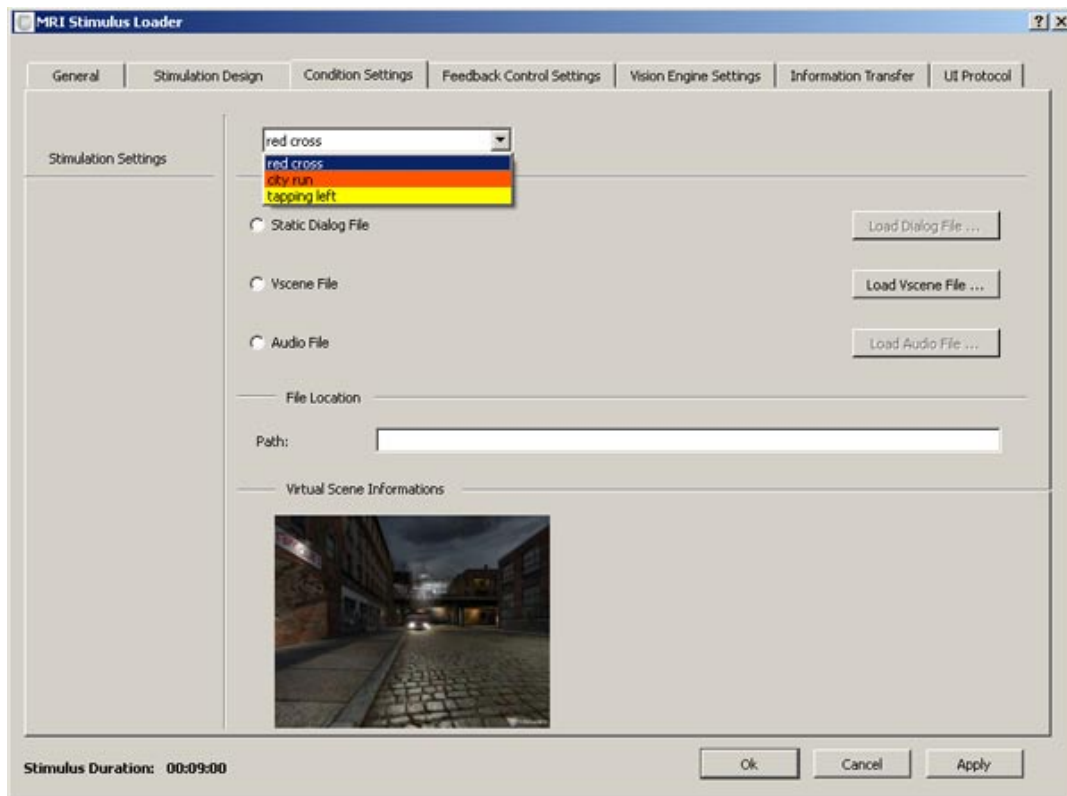 MRI Stimulus Loader
General
Stimulation Design
Condition Settings
Feedback Control Settings
Vision Engine Settings
Information Transfer
UI Protocol
Stimulation Settings
red cross
red cross
city run
tapping left
Static Dialog File
Load Dialog File ...
Vscene File
Load Vscene File ...
Audio File
Load Audio File ...
File Location
Path:
Virtual Scene Informations
Stimulus Duration: 00:09:00
Ok
Cancel
Apply